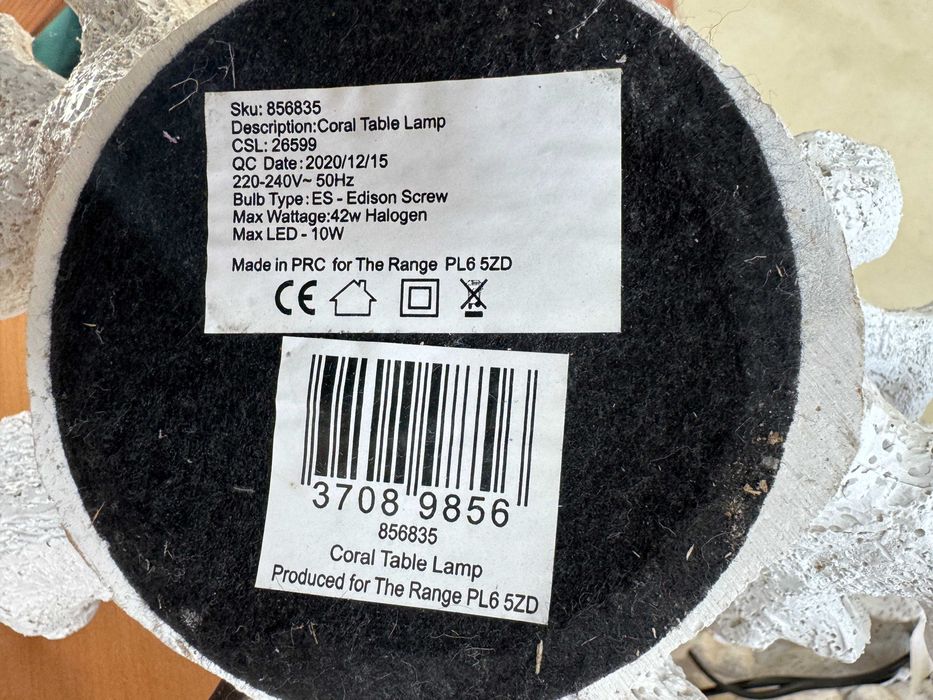 Sku: 856835
Description:Coral Table Lamp
CSL: 26599
QC Date:2020/12/15
220-240V~ 50Hz
Bulb Type:ES - Edison Screw
Max Wattage:42w Halogen
Max LED - 10W
Made in PRC for The Range PL6 5ZD
CE
3708 9856
856835
Coral Table Lamp
Produced for The Range PL6 5ZD